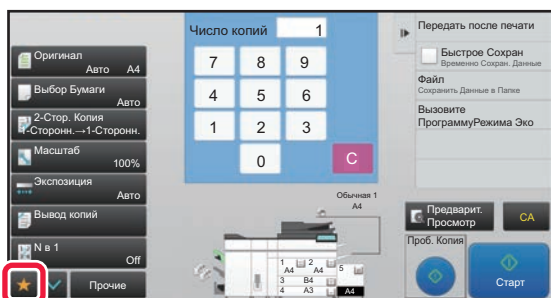 Оригинал
Авто A4
Выбор Бумаги
Авто
2-Стор. Копия
1-Сторонн.→1-Сторонн.
Масштаб
100%
Экспозиция
Авто
Вывод копий
N в 1
Off
Прочие
Число копий 1
7 8 9
4 5 6
1 2 3
0 C
Обычная 1
A4
1 A4
2 A4
3 B4
4 A3
5 A4
Передать после печати
Быстрое Сохран
Временно Сохран. Данные
Файл
Сохранить Данные в Папке
Вызовите
ПрограммуРежима Эко
Предварит.
Просмотр
CA
Проб. Копия
Старт